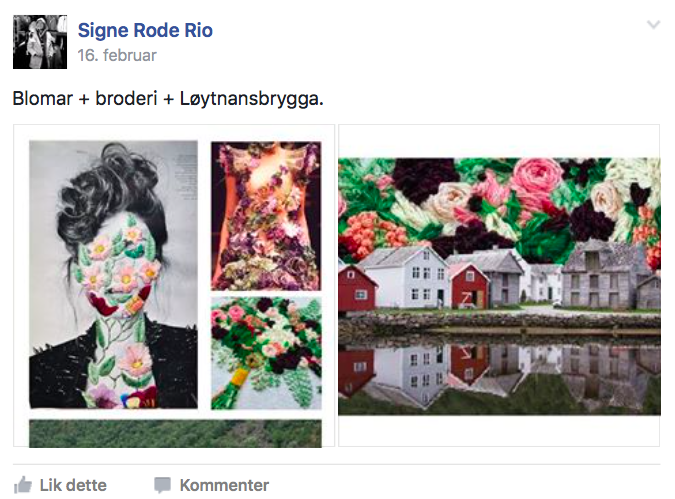 Signe Rode Rio
16. februar
Blomar + broderi + Løytnansbrygga.
Lik dette
Kommenter